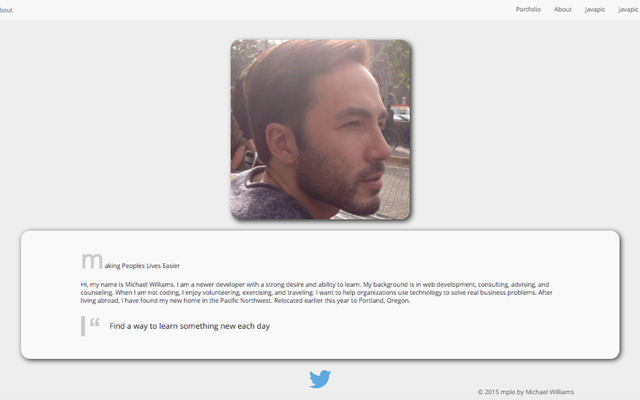 Portfolio About Javapic Javapic
making Peoples Lives Easier
Hi, my name is Michael Williams. I am a newer developer with a strong desire and ability to learn. My background is in web development, consulting, advising, and
counseling. When I am not coding, I enjoy volunteering, exercising, and traveling. I want to help organizations use technology to solve real business problems. After
living abroad, I have found my new home in the Pacific Northwest. Relocated earlier this year to Portland, Oregon.
“ Find a way to learn something new each day
© 2015 mple by Michael Williams